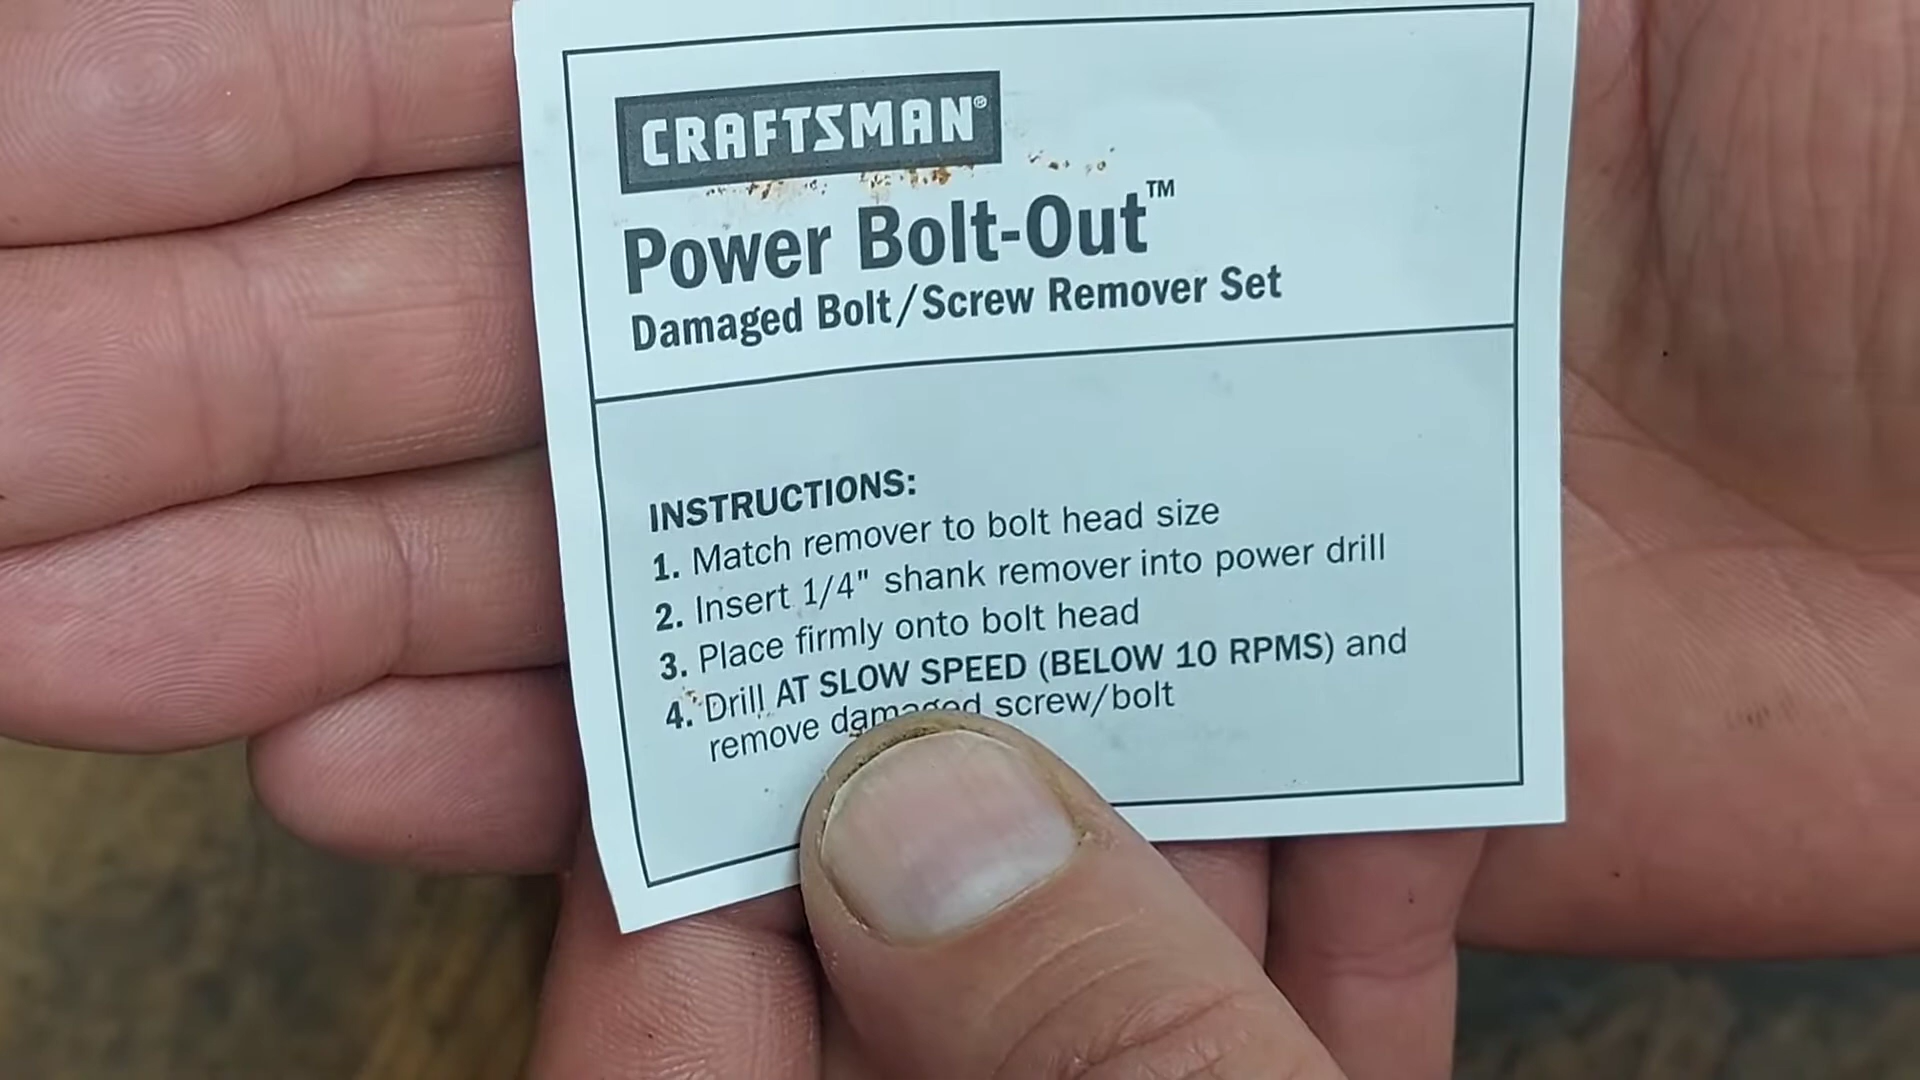 CRAFTSMAN®
Power Bolt-Out™
Damaged Bolt/Screw Remover Set
INSTRUCTIONS:
1. Match remover to bolt head size
2. Insert 1/4" shank remover into power drill
3. Place firmly onto bolt head
4. Drill AT SLOW SPEED (BELOW 10 RPMS) and
remove damaged screw/bolt